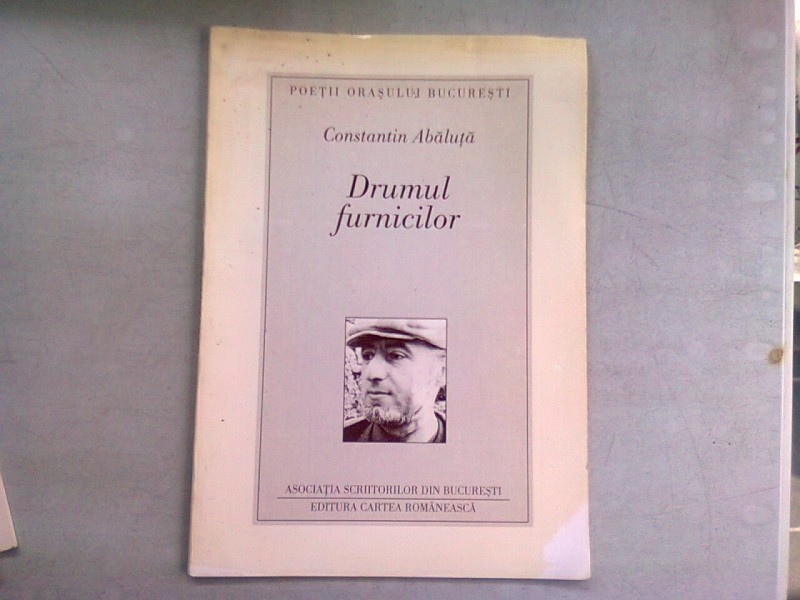 POEȚII ORAȘULUI BUCUREȘTI
Constantin Abăluță
Drumul
furnicilor
ASOCIAȚIA SCRIITORILOR DIN BUCUREȘTI
EDITURA CARTEA ROMÂNEASCĂ